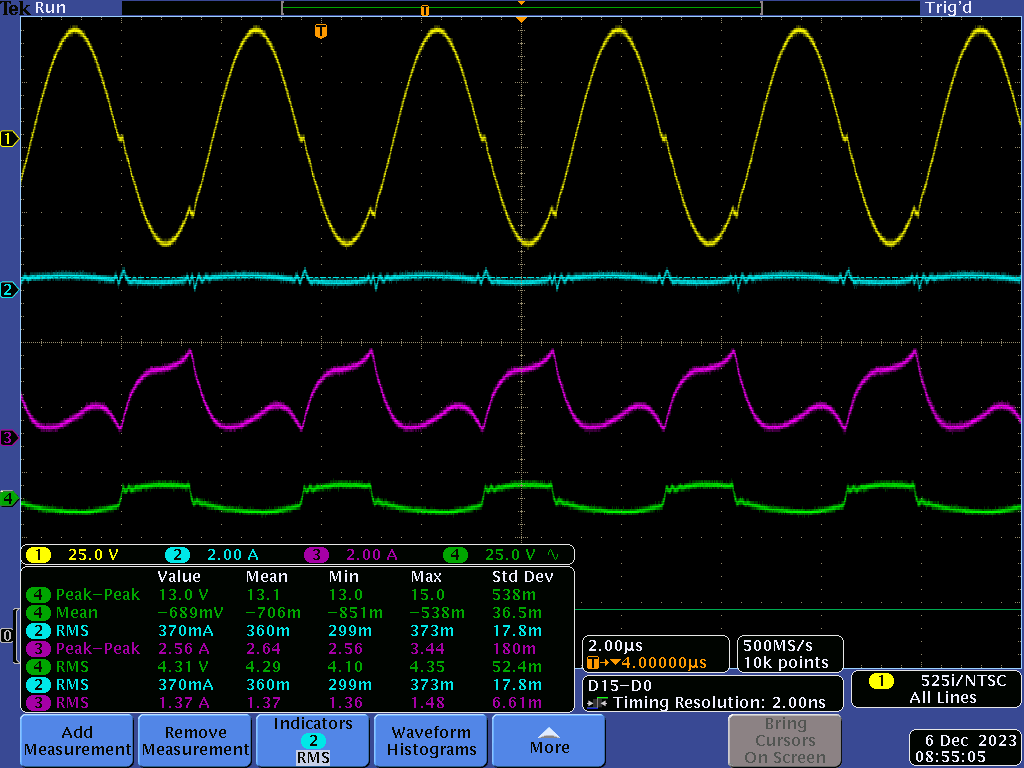 Tek Run Trig'd
T
T
1
2
3
4
1 25.0 V 2 2.00 A 3 2.00 A 4 25.0 V ∿
Value Mean Min Max Std Dev
4 Peak−Peak 13.0 V 13.1 13.0 15.0 538m
4 Mean −689mV −706m −851m −538m 36.5m
2 RMS 370mA 360m 299m 373m 17.8m
3 Peak−Peak 2.56 A 2.64 2.56 3.44 180m
4 RMS 4.31 V 4.29 4.10 4.35 52.4m
2 RMS 370mA 360m 299m 373m 17.8m
3 RMS 1.37 A 1.37 1.36 1.48 6.61m
0
2.00µs
T→▼4.00000µs
500MS/s
10k points
D15−D0
Timing Resolution: 2.00ns
1 525i/NTSC
All Lines
Add
Measurement
Remove
Measurement
Indicators
2
RMS
Waveform
Histograms
More
Bring
Cursors
On Screen
6 Dec 2023
08:55:05